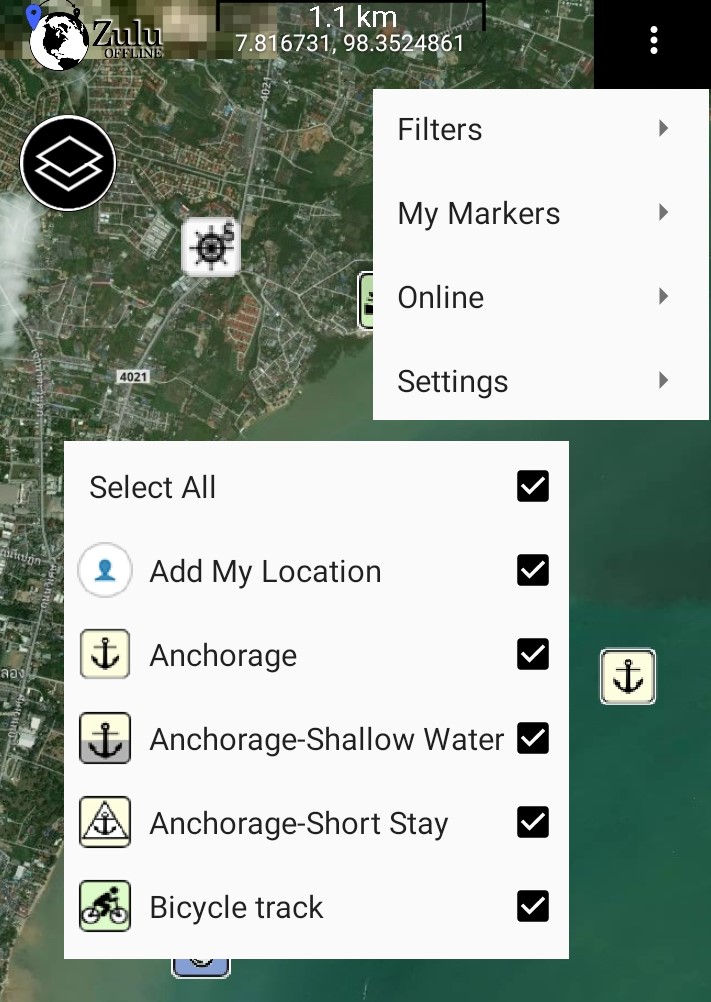 Zulu
OFFLINE
1.1 km
7.816731, 98.3524861
4021
Filters
My Markers
Online
Settings
4021
Select All
Add My Location
Anchorage
Anchorage-Shallow Water
Anchorage-Short Stay
Bicycle track
S